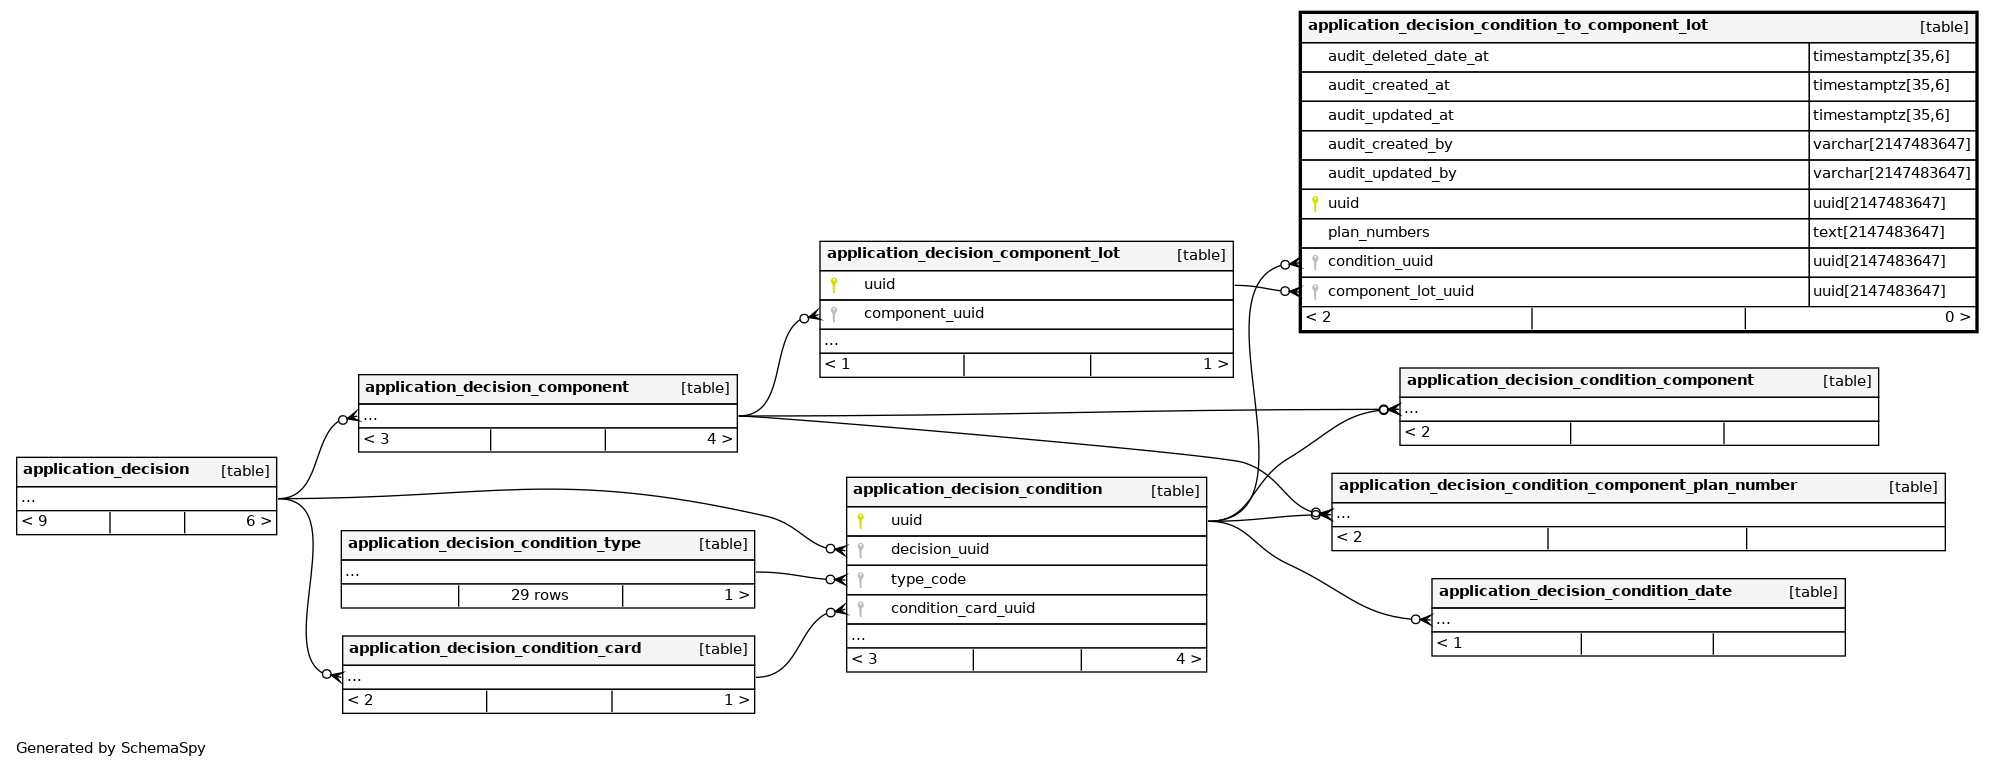 application_decision_condition_to_component_lot [table]
audit_deleted_date_at timestamptz[35,6]
audit_created_at timestamptz[35,6]
audit_updated_at timestamptz[35,6]
audit_created_by varchar[2147483647]
audit_updated_by varchar[2147483647]
uuid uuid[2147483647]
plan_numbers text[2147483647]
condition_uuid uuid[2147483647]
component_lot_uuid uuid[2147483647]
< 2 0 >
application_decision_component_lot [table]
uuid
component_uuid
...
< 1 1 >
application_decision_component [table]
...
< 3 4 >
application_decision_condition_component [table]
...
< 2
application_decision [table]
...
< 9 6 >
application_decision_condition [table]
uuid
decision_uuid
type_code
condition_card_uuid
...
< 3 4 >
application_decision_condition_component_plan_number [table]
...
< 2
application_decision_condition_type [table]
...
29 rows 1 >
application_decision_condition_date [table]
...
< 1
application_decision_condition_card [table]
...
< 2 1 >
Generated by SchemaSpy